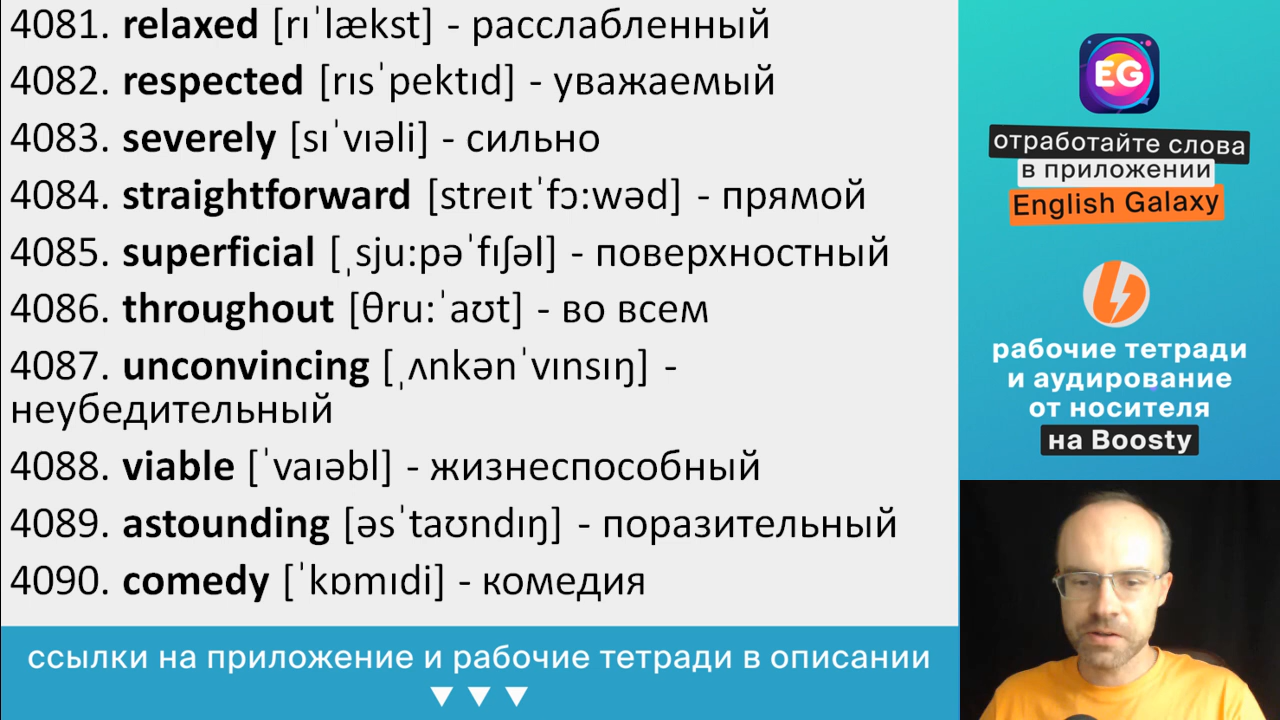 4081. relaxed [rɪˈlækst] - расслабленный
4082. respected [rɪsˈpektɪd] - уважаемый
4083. severely [sɪˈvɪəli] - сильно
4084. straightforward [streɪtˈfɔ:wəd] - прямой
4085. superficial [ˌsju:pəˈfɪʃəl] - поверхностный
4086. throughout [θru:ˈaʊt] - во всем
4087. unconvincing [ˌʌnkənˈvɪnsɪŋ] -
неубедительный
4088. viable [ˈvaɪəbl] - жизнеспособный
4089. astounding [əsˈtaʊndɪŋ] - поразительный
4090. comedy [ˈkɒmɪdi] - комедия
ссылки на приложение и рабочие тетради в описании
EG
отработайте слова
в приложении
English Galaxy
рабочие тетради
и аудирование
от носителя
на Boosty